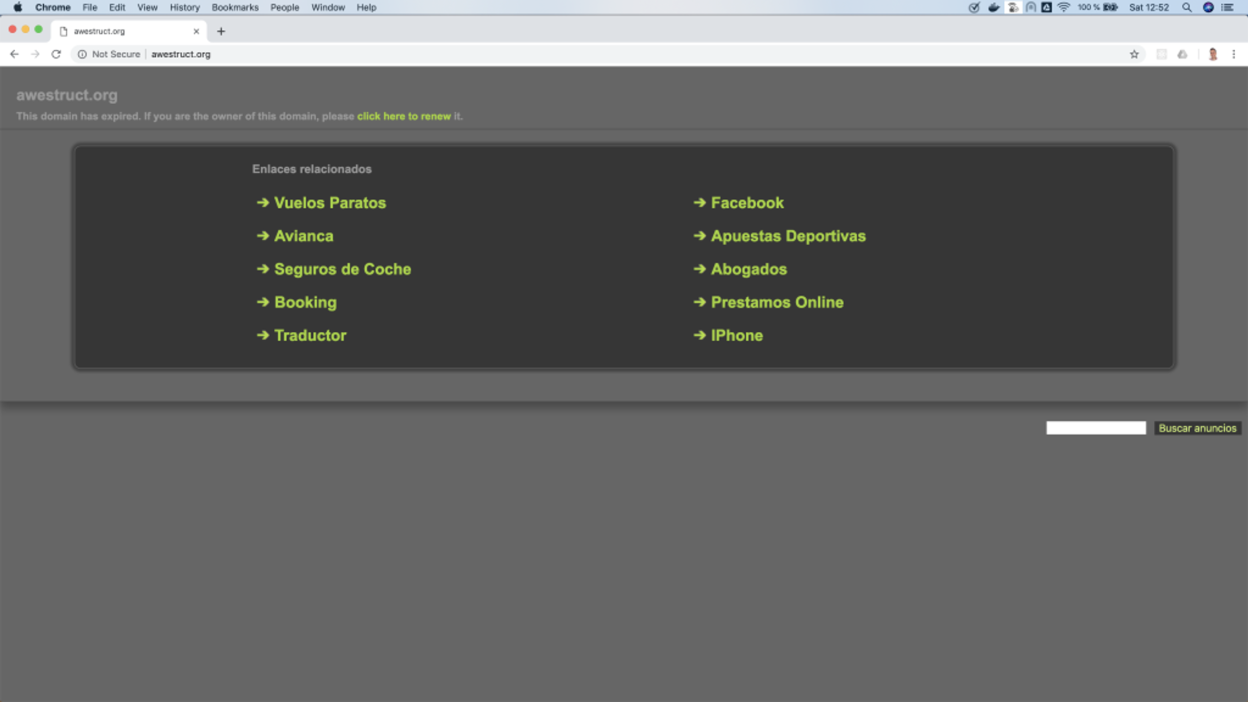 Chrome File Edit View History Bookmarks People Window Help 100 % Sat 12:52
awestruct.org
Not Secure awestruct.org
awestruct.org
This domain has expired. If you are the owner of this domain, please click here to renew it.
Enlaces relacionados
Vuelos Paratos
Facebook
Avianca
Apuestas Deportivas
Seguros de Coche
Abogados
Booking
Prestamos Online
Traductor
IPhone
Buscar anuncios